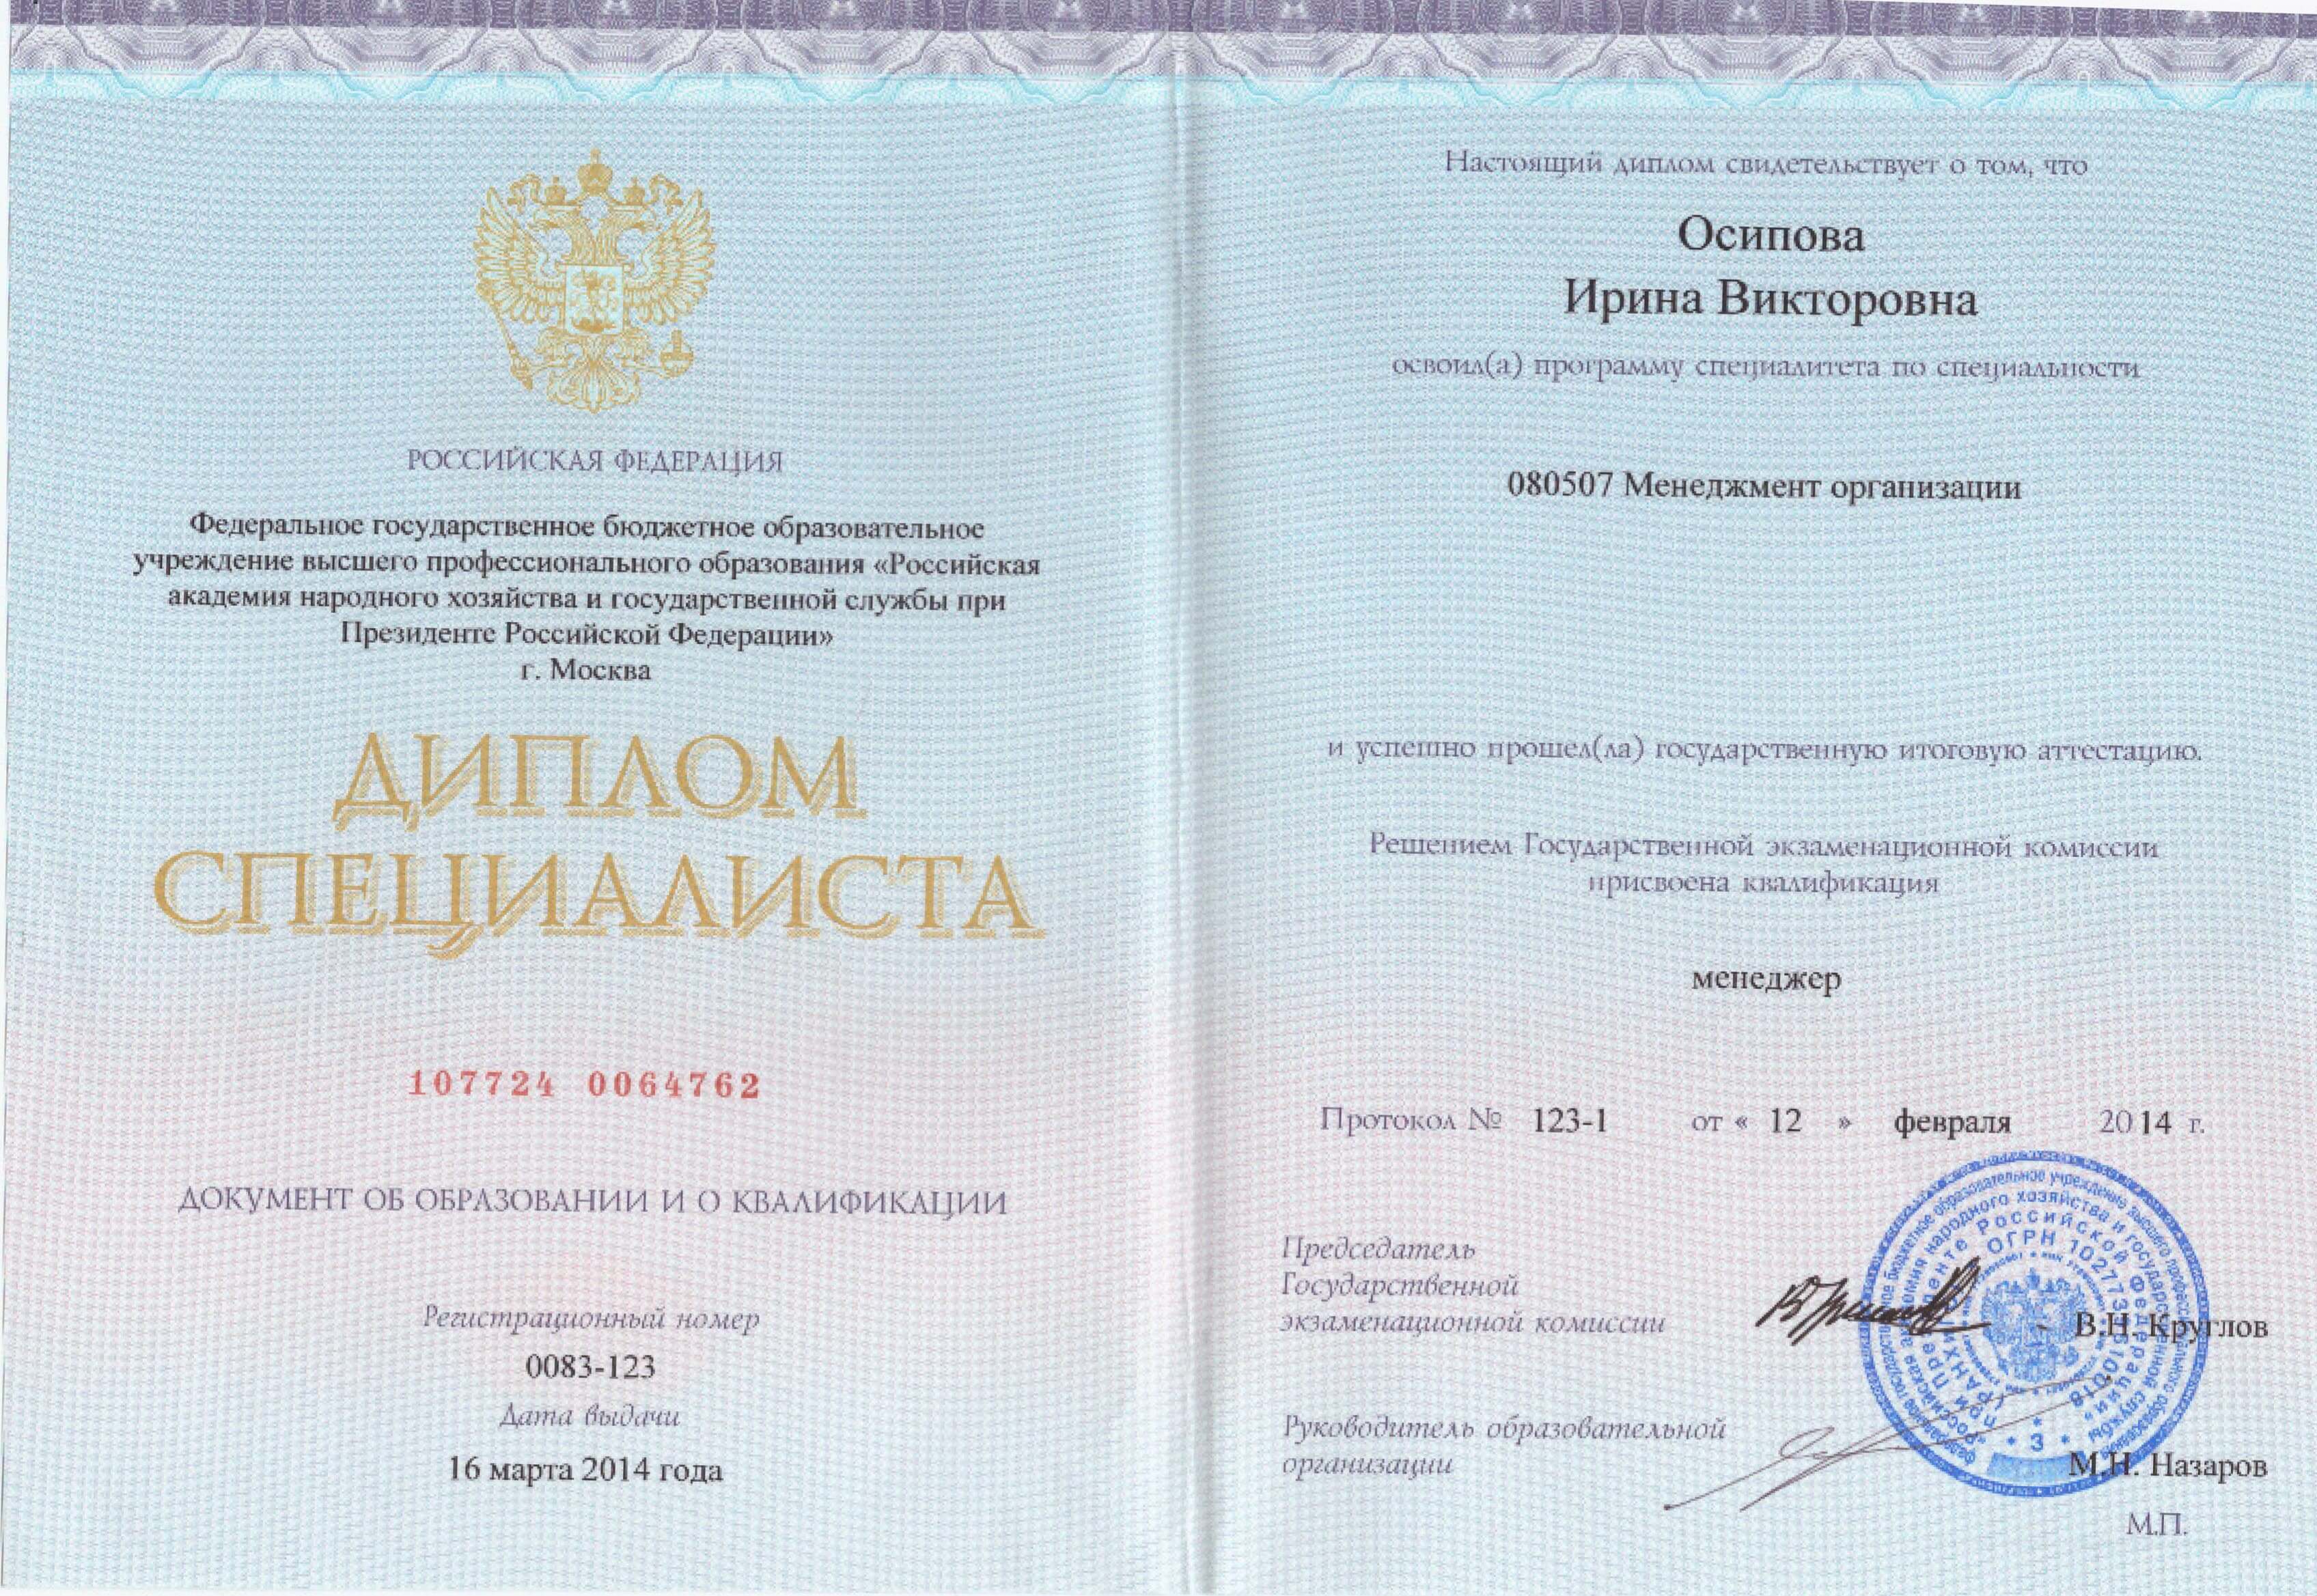 РОССИЙСКАЯ ФЕДЕРАЦИЯ
Федеральное государственное бюджетное образовательное
учреждение высшего профессионального образования «Российская
академия народного хозяйства и государственной службы при
Президенте Российской Федерации»
г. Москва
ДИПЛОМ
СПЕЦИАЛИСТА
107724 0064762
ДОКУМЕНТ ОБ ОБРАЗОВАНИИ И О КВАЛИФИКАЦИИ
Регистрационный номер
0083-123
Дата выдачи
16 марта 2014 года
Настоящий диплом свидетельствует о том, что
Осипова
Ирина Викторовна
освоил(а) программу специалитета по специальности
080507 Менеджмент организации
и успешно прошел(ла) государственную итоговую аттестацию.
Решением Государственной экзаменационной комиссии
присвоена квалификация
менеджер
Протокол № 123-1 от « 12 » февраля 2014 г.
Председатель
Государственной
экзаменационной комиссии
В.Н. Круглов
Руководитель образовательной
организации
М.Н. Назаров
М.П.